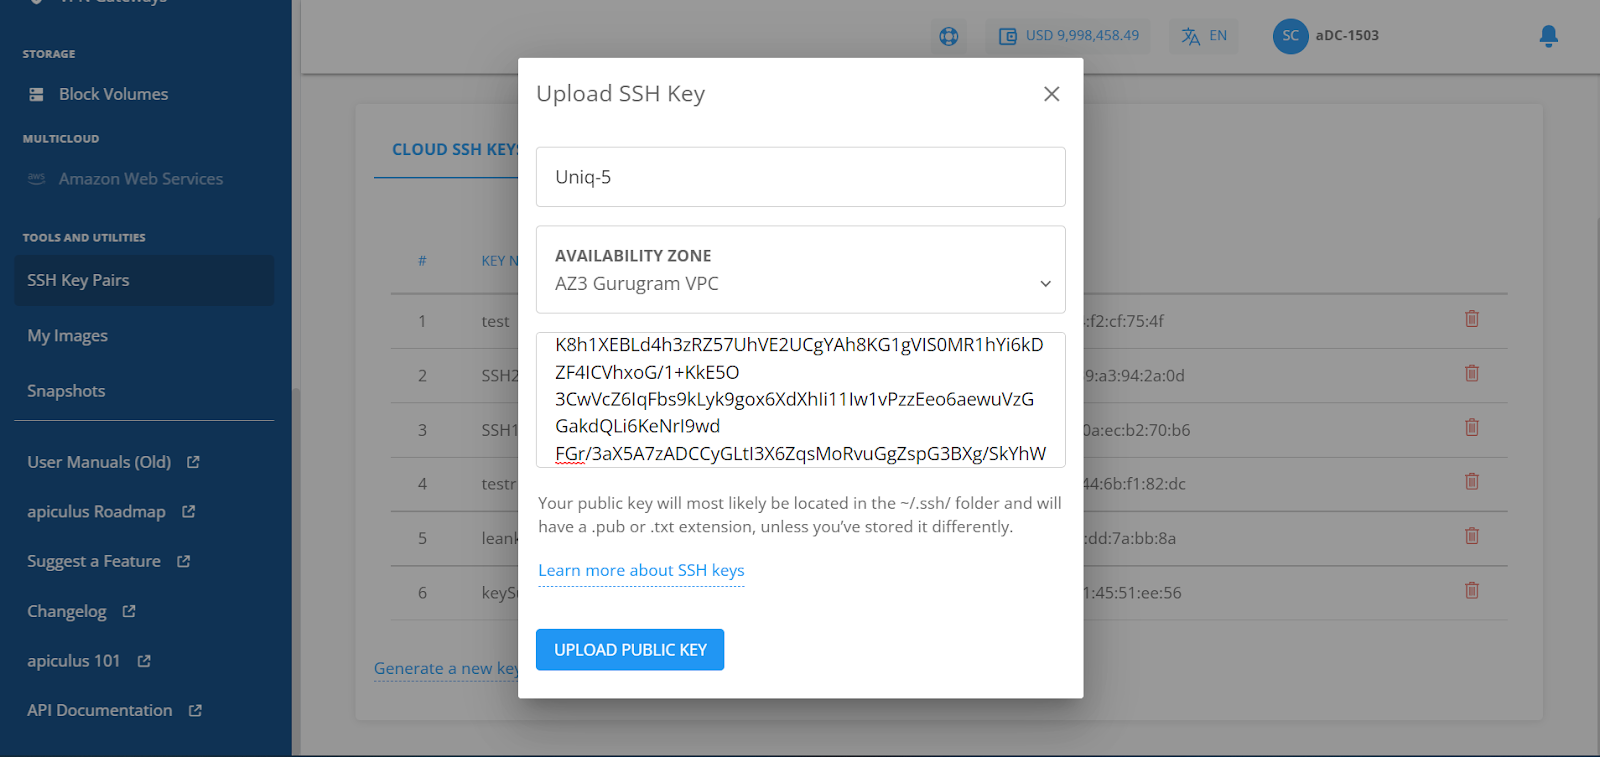 STORAGE
Block Volumes
MULTICLOUD
aws Amazon Web Services
TOOLS AND UTILITIES
SSH Key Pairs
My Images
Snapshots
User Manuals (Old)
apiculus Roadmap
Suggest a Feature
Changelog
apiculus 101
API Documentation
USD 9,998,458.49
EN
SC aDC-1503
CLOUD SSH KEYS
# KEY N
1 test :f2:cf:75:4f
2 SSH2 9:a3:94:2a:0d
3 SSH1 0a:ec:b2:70:b6
4 testr 44:6b:f1:82:dc
5 leank :dd:7a:bb:8a
6 keySu 1:45:51:ee:56
Generate a new key
Upload SSH Key
Uniq-5
AVAILABILITY ZONE
AZ3 Gurugram VPC
K8h1XEBLd4h3zRZ57UhVE2UCgYAh8KG1gVIS0MR1hYi6kD
ZF4ICVhxoG/1+KkE5O
3CwVcZ6IqFbs9kLyk9gox6XdXhIi11Iw1vPzzEeo6aewuVzG
GakdQLi6KeNrI9wd
FGr/3aX5A7zADCCyGLtI3X6ZqsMoRvuGgZspG3BXg/SkYhW
Your public key will most likely be located in the ~/.ssh/ folder and will
have a .pub or .txt extension, unless you’ve stored it differently.
Learn more about SSH keys
UPLOAD PUBLIC KEY